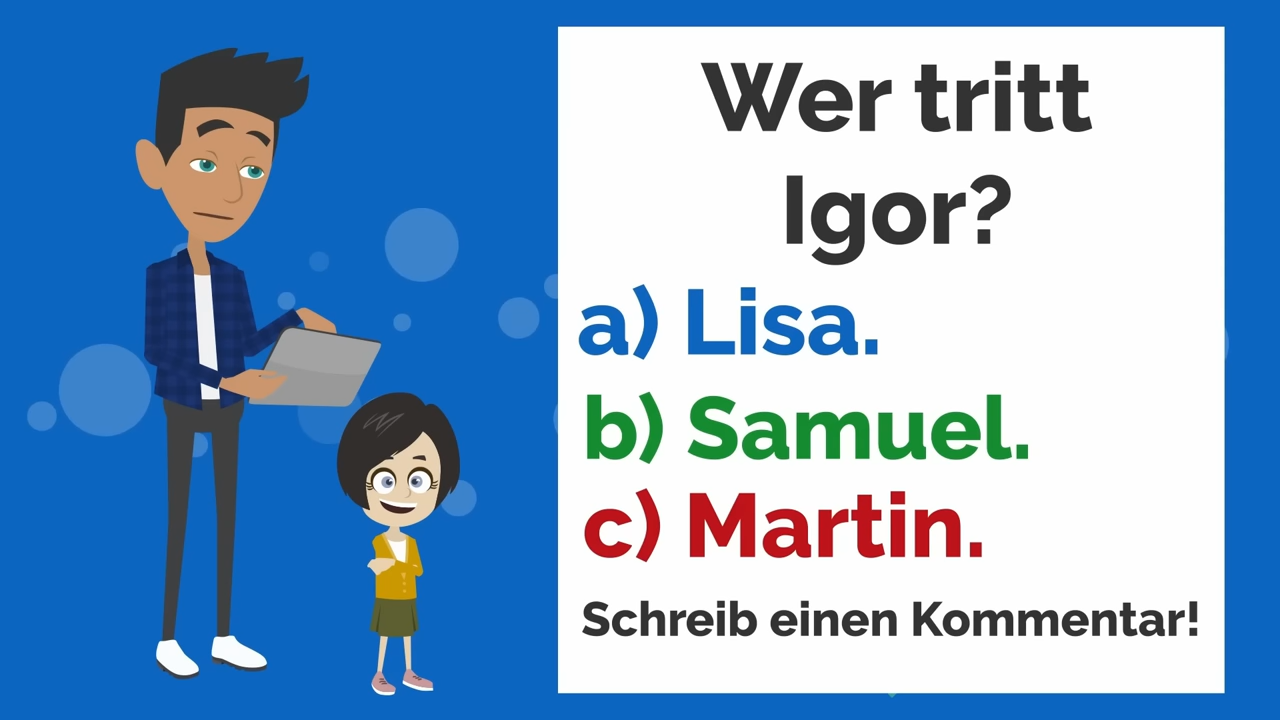 Wer tritt
Igor?
a) Lisa.
b) Samuel.
c) Martin.
Schreib einen Kommentar!